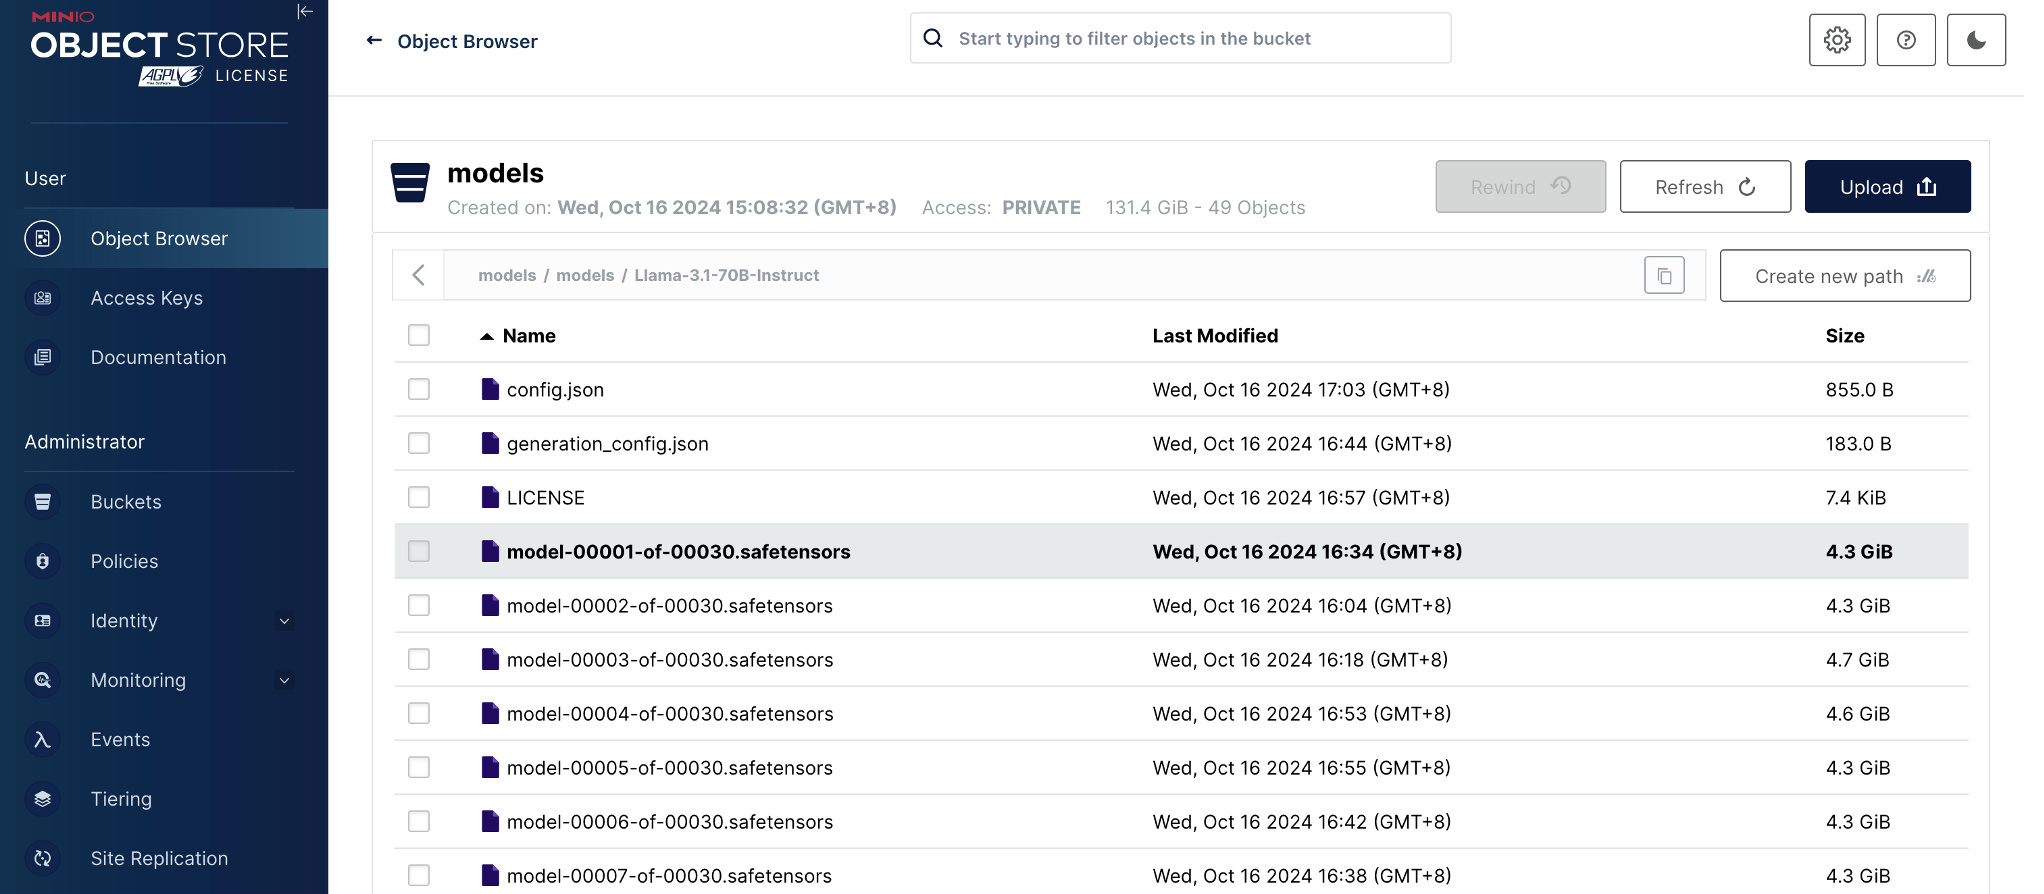 MINIO
OBJECT STORE
AGPL v3 LICENSE
User
Object Browser
Access Keys
Documentation
Administrator
Buckets
Policies
Identity
Monitoring
Events
Tiering
Site Replication
← Object Browser
Start typing to filter objects in the bucket
models
Created on: Wed, Oct 16 2024 15:08:32 (GMT+8) Access: PRIVATE 131.4 GiB - 49 Objects
Rewind
Refresh
Upload
models / models / Llama-3.1-70B-Instruct
Create new path
Name Last Modified Size
config.json Wed, Oct 16 2024 17:03 (GMT+8) 855.0 B
generation_config.json Wed, Oct 16 2024 16:44 (GMT+8) 183.0 B
LICENSE Wed, Oct 16 2024 16:57 (GMT+8) 7.4 KiB
model-00001-of-00030.safetensors Wed, Oct 16 2024 16:34 (GMT+8) 4.3 GiB
model-00002-of-00030.safetensors Wed, Oct 16 2024 16:04 (GMT+8) 4.3 GiB
model-00003-of-00030.safetensors Wed, Oct 16 2024 16:18 (GMT+8) 4.7 GiB
model-00004-of-00030.safetensors Wed, Oct 16 2024 16:53 (GMT+8) 4.6 GiB
model-00005-of-00030.safetensors Wed, Oct 16 2024 16:55 (GMT+8) 4.3 GiB
model-00006-of-00030.safetensors Wed, Oct 16 2024 16:42 (GMT+8) 4.3 GiB
model-00007-of-00030.safetensors Wed, Oct 16 2024 16:38 (GMT+8) 4.3 GiB